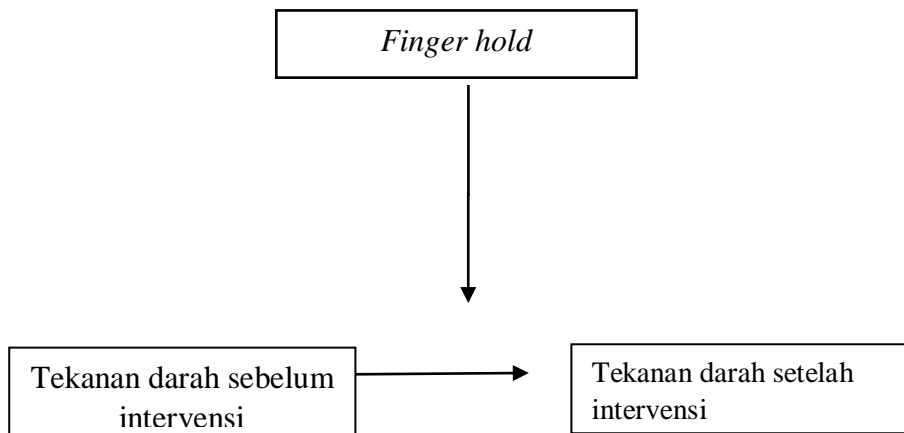 Finger hold
Tekanan darah sebelum
intervensi
Tekanan darah setelah
intervensi